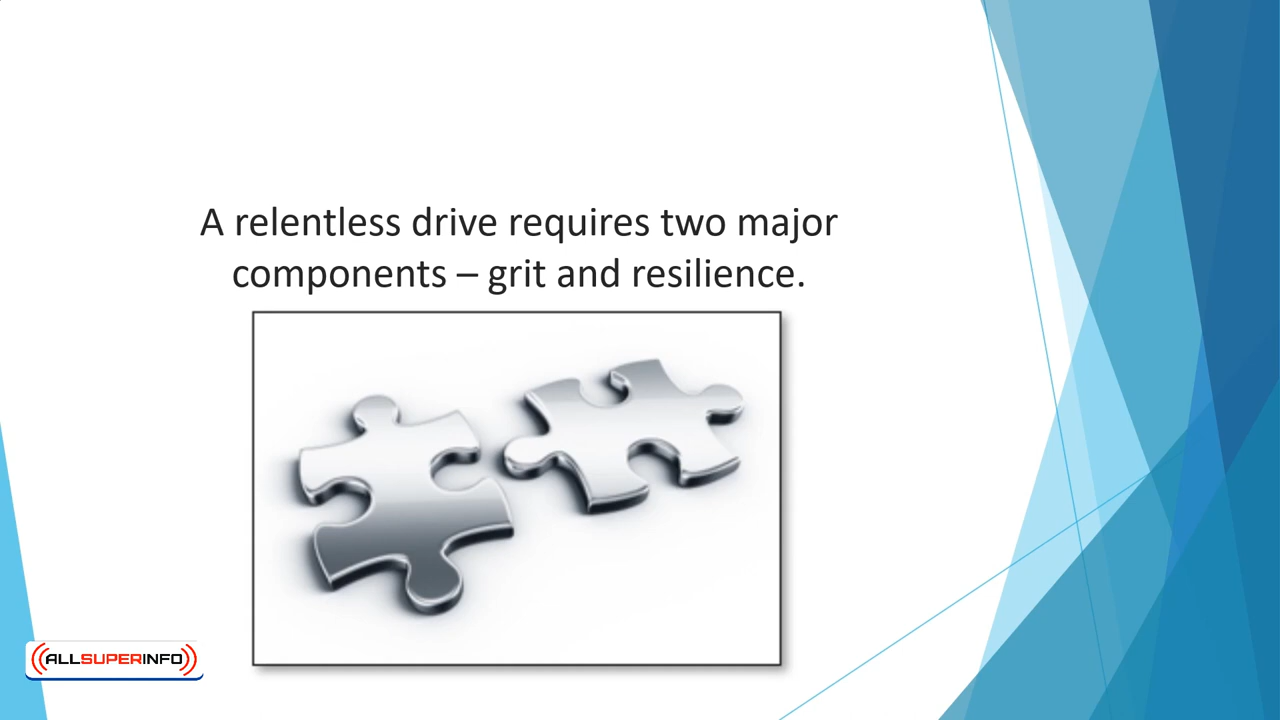 A relentless drive requires two major
components – grit and resilience.
ALLSUPERINFO